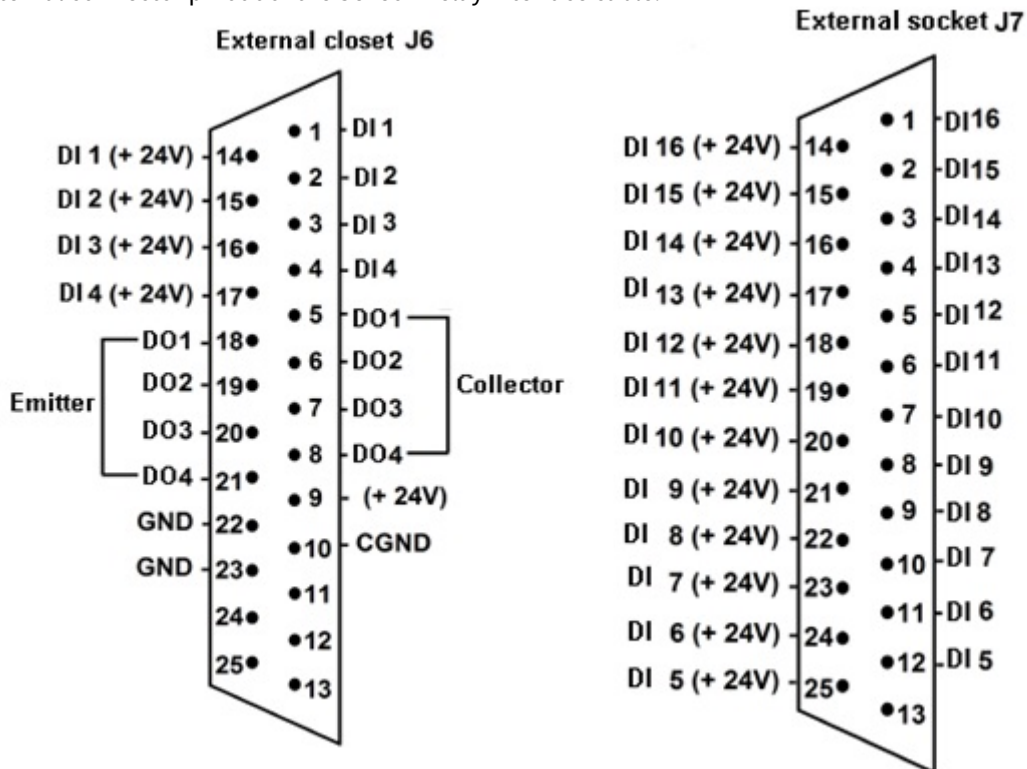 External closet J6
DI 1 (+ 24V) 14
DI 2 (+ 24V) 15
DI 3 (+ 24V) 16
DI 4 (+ 24V) 17
DO1 18
DO2 19
DO3 20
DO4 21
Emitter
GND 22
GND 23
24
25
1 DI 1
2 DI 2
3 DI 3
4 DI 4
5 DO1
6 DO2
7 DO3
8 DO4
Collector
9 (+ 24V)
10 CGND
11
12
13
External socket J7
DI 16 (+ 24V) 14
DI 15 (+ 24V) 15
DI 14 (+ 24V) 16
DI 13 (+ 24V) 17
DI 12 (+ 24V) 18
DI 11 (+ 24V) 19
DI 10 (+ 24V) 20
DI 9 (+ 24V) 21
DI 8 (+ 24V) 22
DI 7 (+ 24V) 23
DI 6 (+ 24V) 24
DI 5 (+ 24V) 25
1 DI16
2 DI15
3 DI14
4 DI13
5 DI12
6 DI11
7 DI10
8 DI 9
9 DI8
10 DI 7
11 DI 6
12 DI 5
13